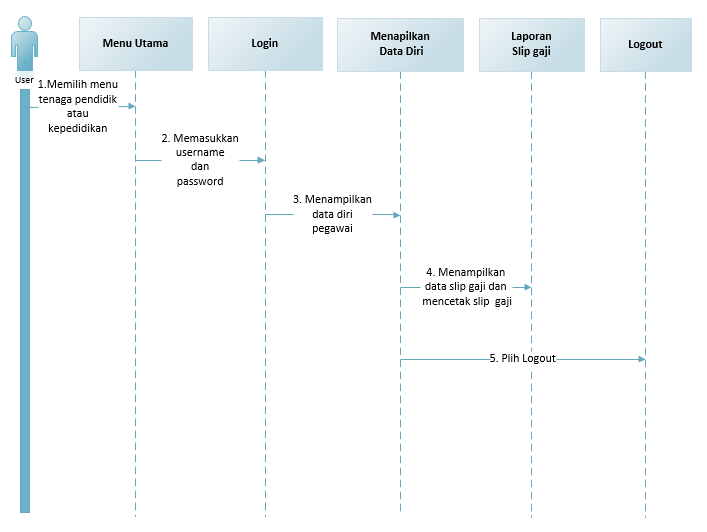 Menu Utama
Login
Menapilkan
Data Diri
Laporan
Slip gaji
Logout
User
1.Memilih menu
tenaga pendidik
atau
kepedidikan
2. Memasukkan
username
dan
password
3. Menampilkan
data diri
pegawai
4. Menampilkan
data slip gaji dan
mencetak slip gaji
5. Plih Logout